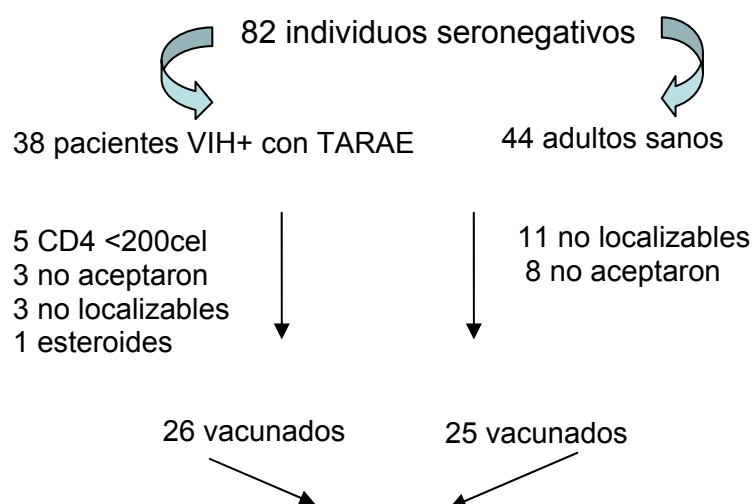 82 individuos seronegativos
38 pacientes VIH+ con TARAE
44 adultos sanos
5 CD4 <200cel
3 no aceptaron
3 no localizables
1 esteroides
11 no localizables
8 no aceptaron
26 vacunados
25 vacunados